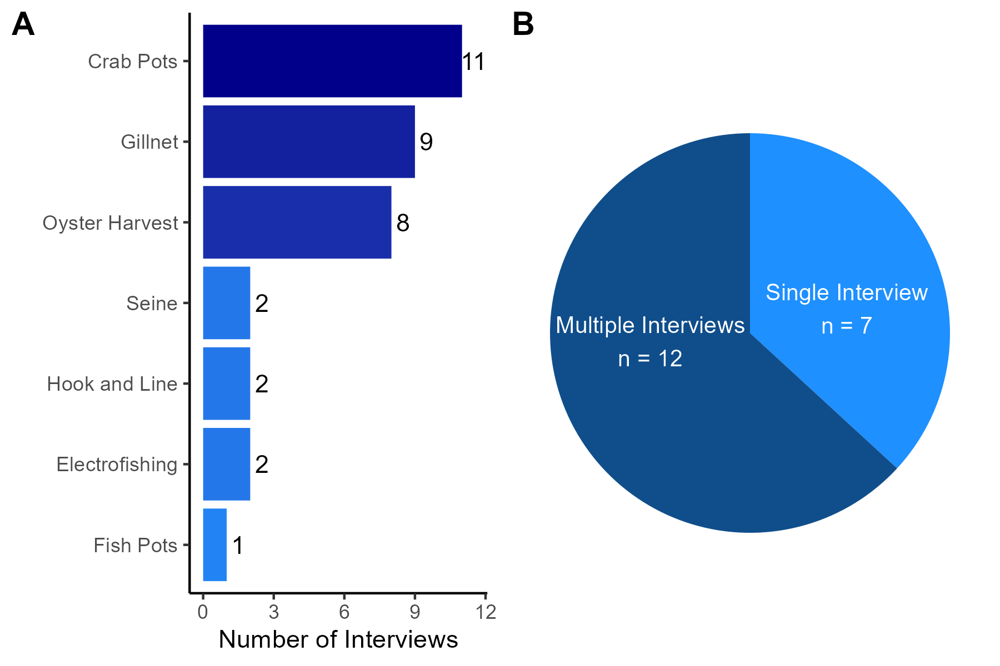 A
Crab Pots
11
Gillnet
9
Oyster Harvest
8
Seine
2
Hook and Line
2
Electrofishing
2
Fish Pots
1
0 3 6 9 12
Number of Interviews
B
Single Interview
n = 7
Multiple Interviews
n = 12